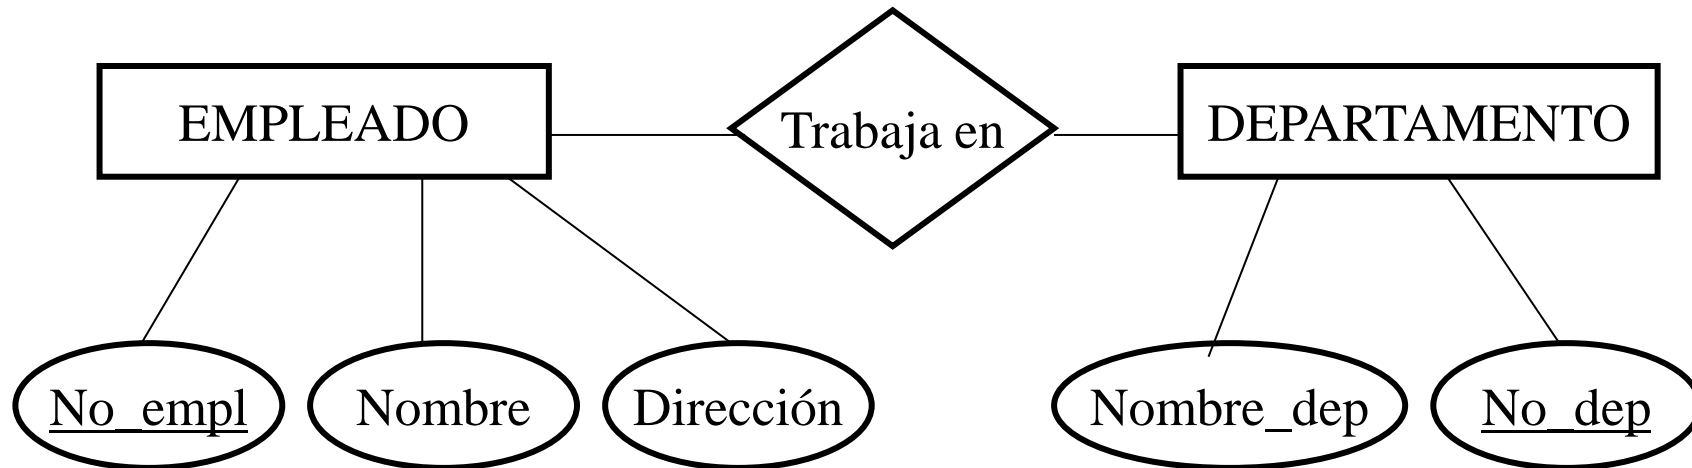 EMPLEADO
Trabaja en
DEPARTAMENTO
No_empl
Nombre
Dirección
Nombre_dep
No_dep